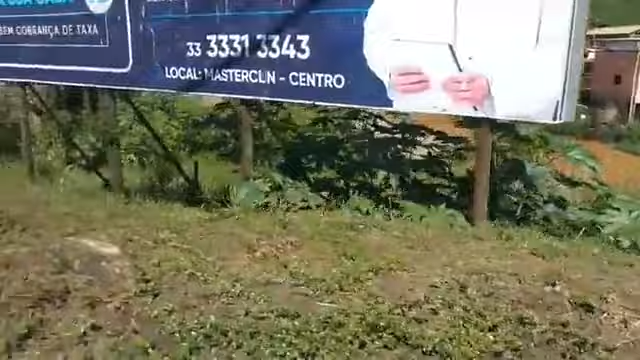 SEM COBRANÇA DE TAXA
33 3331 3343
LOCAL: MASTERCLIN - CENTRO